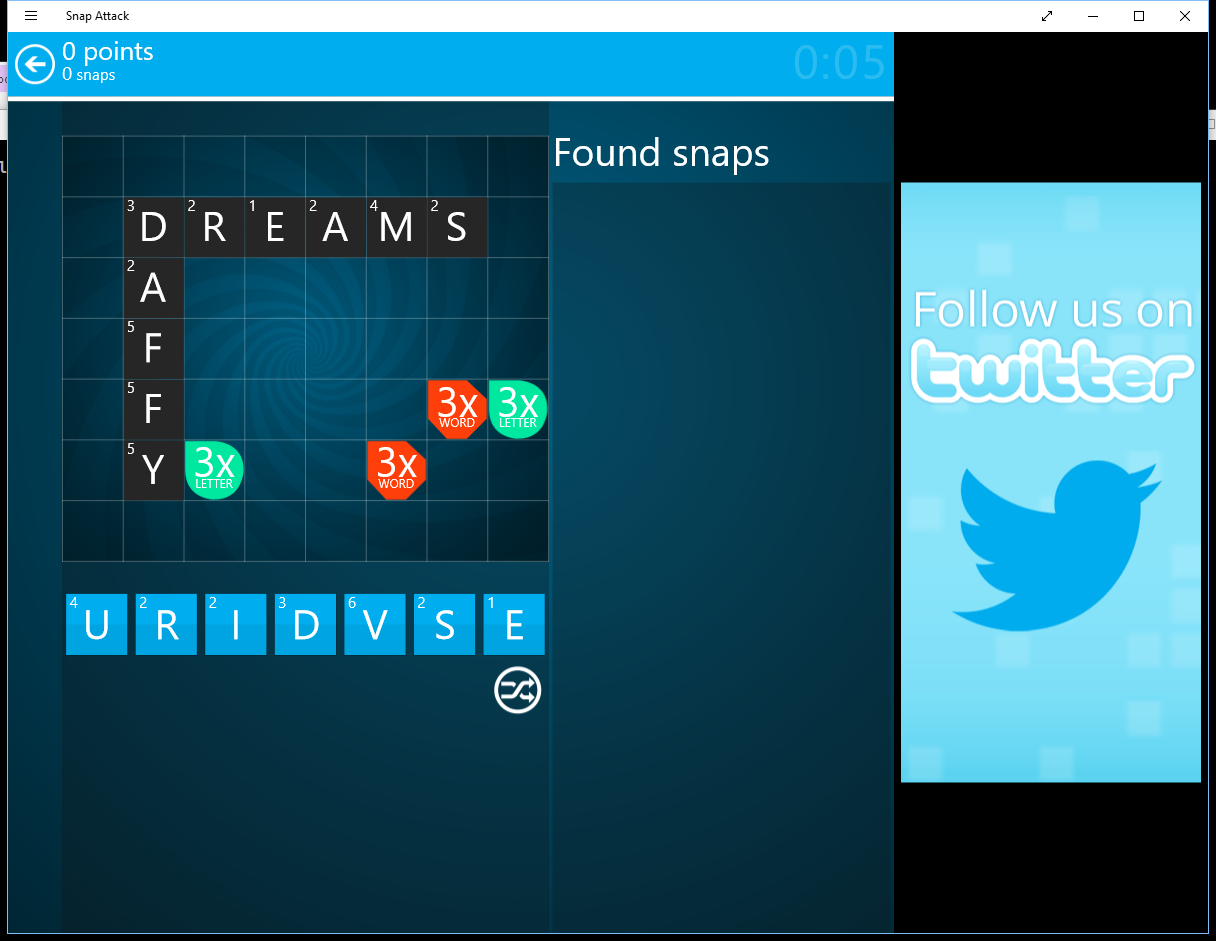 Snap Attack
0 points
0 snaps
0:05
Found snaps
3 D 2 R 1 E 2 A 4 M 2 S
2 A
5 F
5 F 3x WORD 3x LETTER
5 Y 3x LETTER 3x WORD
4 U 2 R 2 I 3 D 6 V 2 S 1 E
Follow us on
twitter